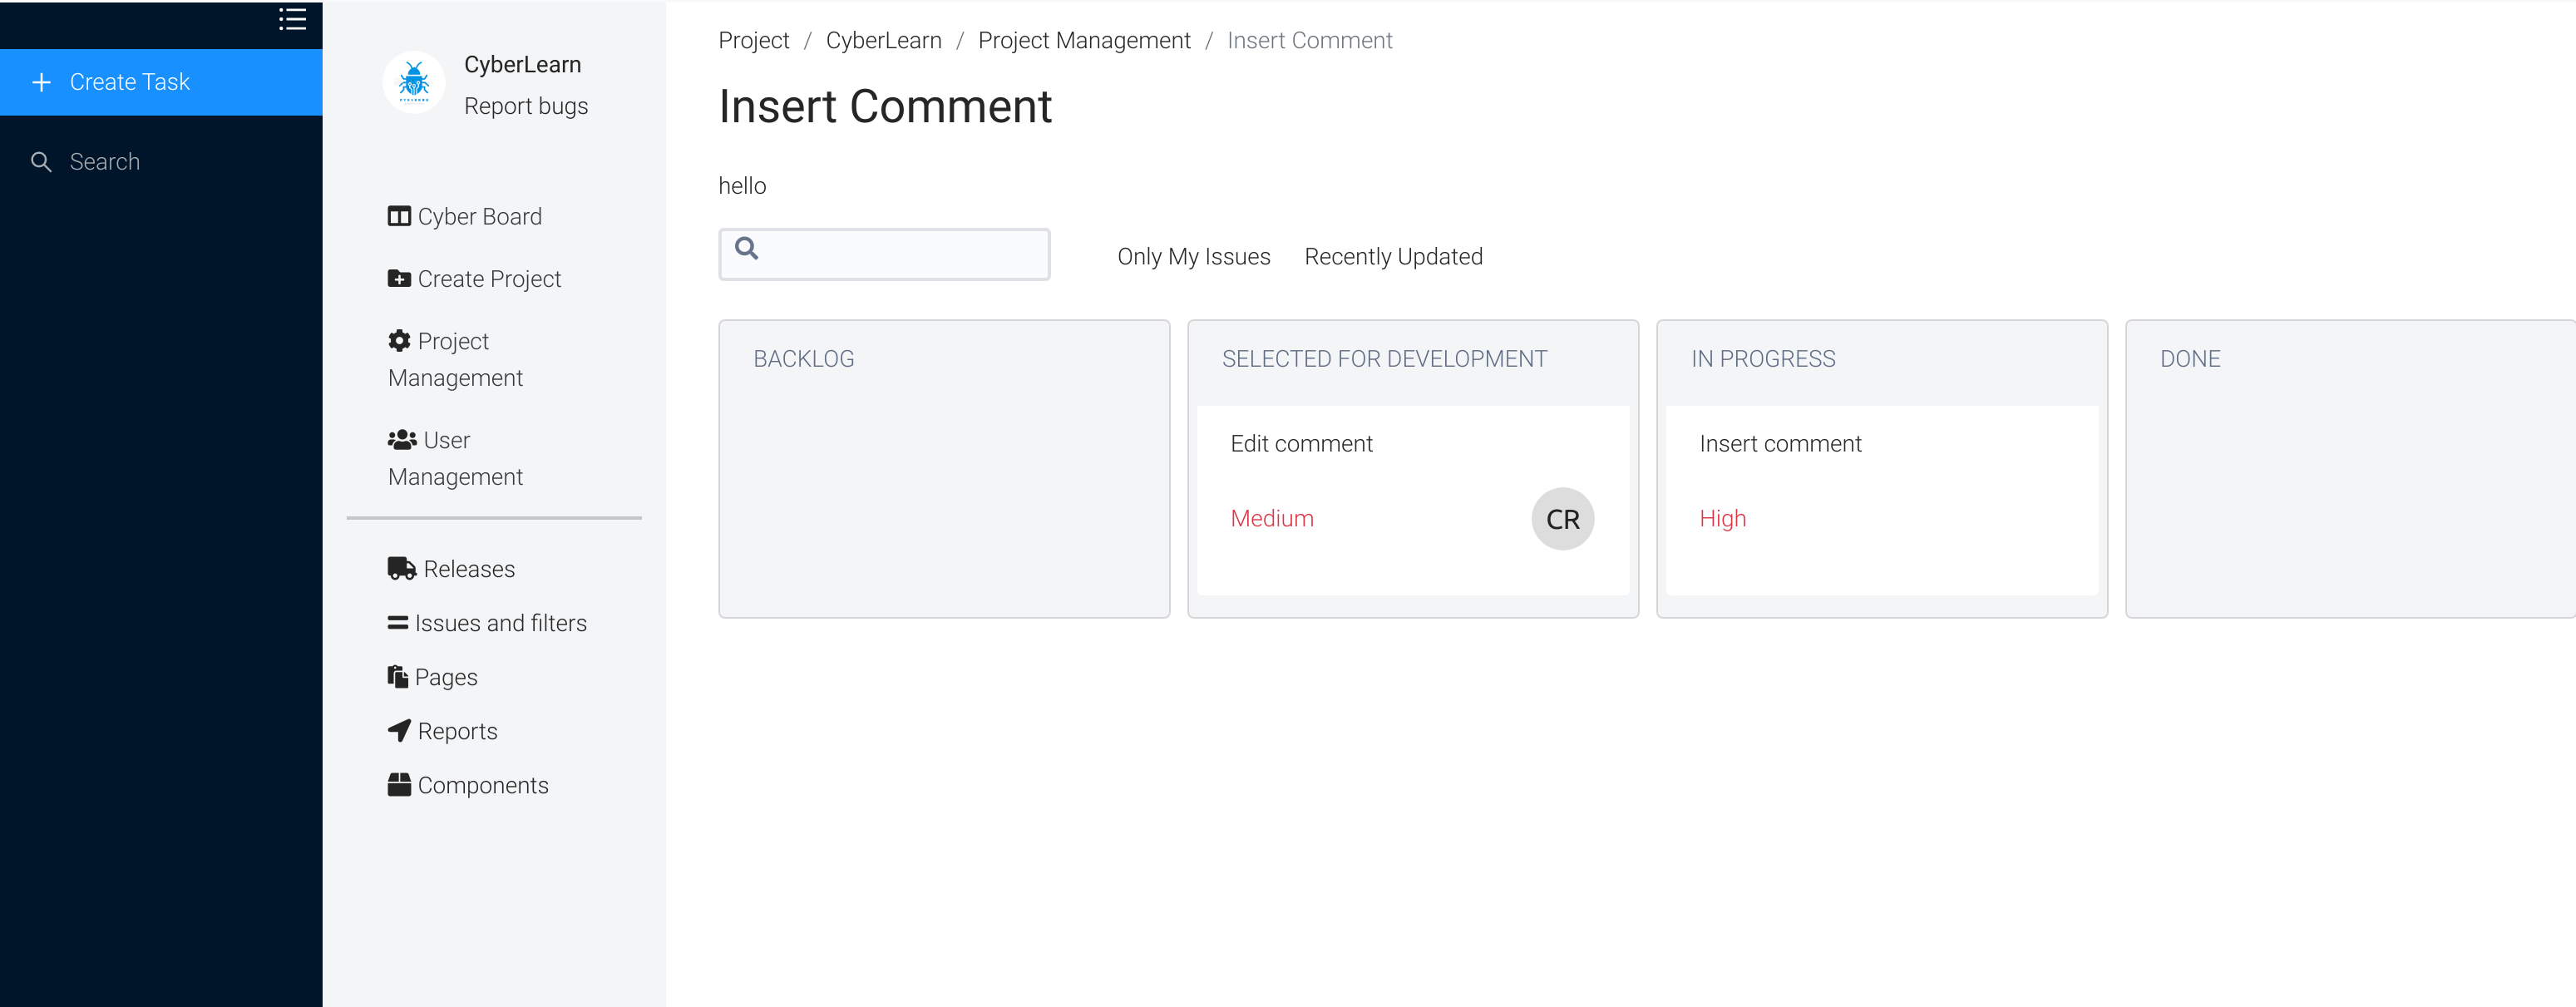 Create Task
Search
CyberLearn
Report bugs
Cyber Board
Create Project
Project
Management
User
Management
Releases
Issues and filters
Pages
Reports
Components
Project / CyberLearn / Project Management / Insert Comment
Insert Comment
hello
Only My Issues Recently Updated
BACKLOG
SELECTED FOR DEVELOPMENT
Edit comment
Medium CR
IN PROGRESS
Insert comment
High
DONE